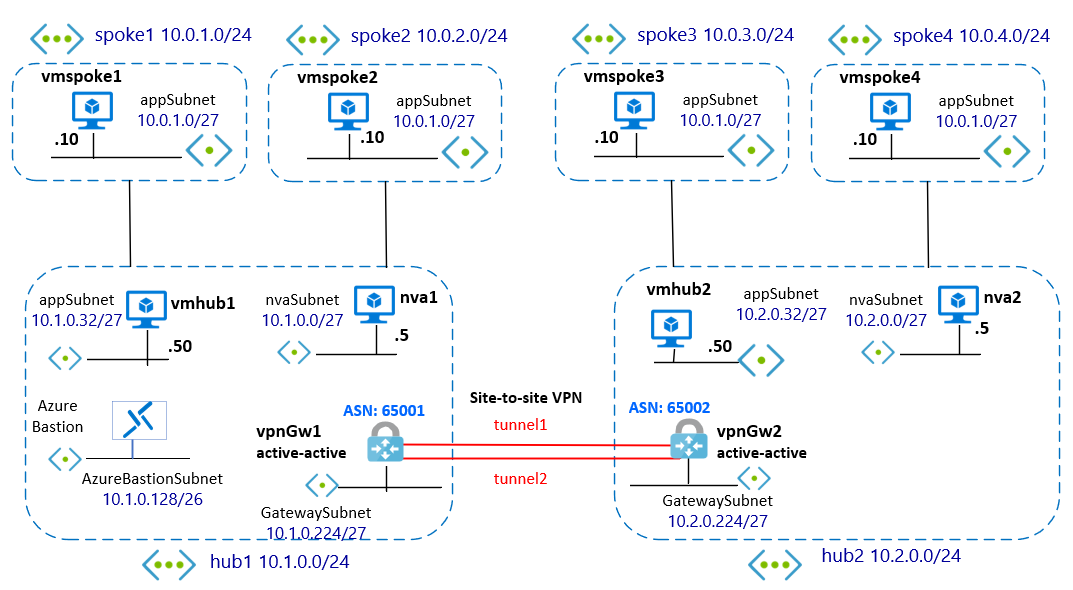 spoke1 10.0.1.0/24
spoke2 10.0.2.0/24
spoke3 10.0.3.0/24
spoke4 10.0.4.0/24
vmspoke1
appSubnet
10.0.1.0/27
.10
vmspoke2
appSubnet
10.0.1.0/27
.10
vmspoke3
appSubnet
10.0.1.0/27
.10
vmspoke4
appSubnet
10.0.1.0/27
.10
appSubnet
10.1.0.32/27
vmhub1
.50
nvaSubnet
10.1.0.0/27
nva1
.5
vmhub2
.50
appSubnet
10.2.0.32/27
nvaSubnet
10.2.0.0/27
nva2
.5
Azure
Bastion
AzureBastionSubnet
10.1.0.128/26
ASN: 65001
vpnGw1
active-active
GatewaySubnet
10.1.0.224/27
Site-to-site VPN
tunnel1
tunnel2
ASN: 65002
vpnGw2
active-active
GatewaySubnet
10.2.0.224/27
hub1 10.1.0.0/24
hub2 10.2.0.0/24